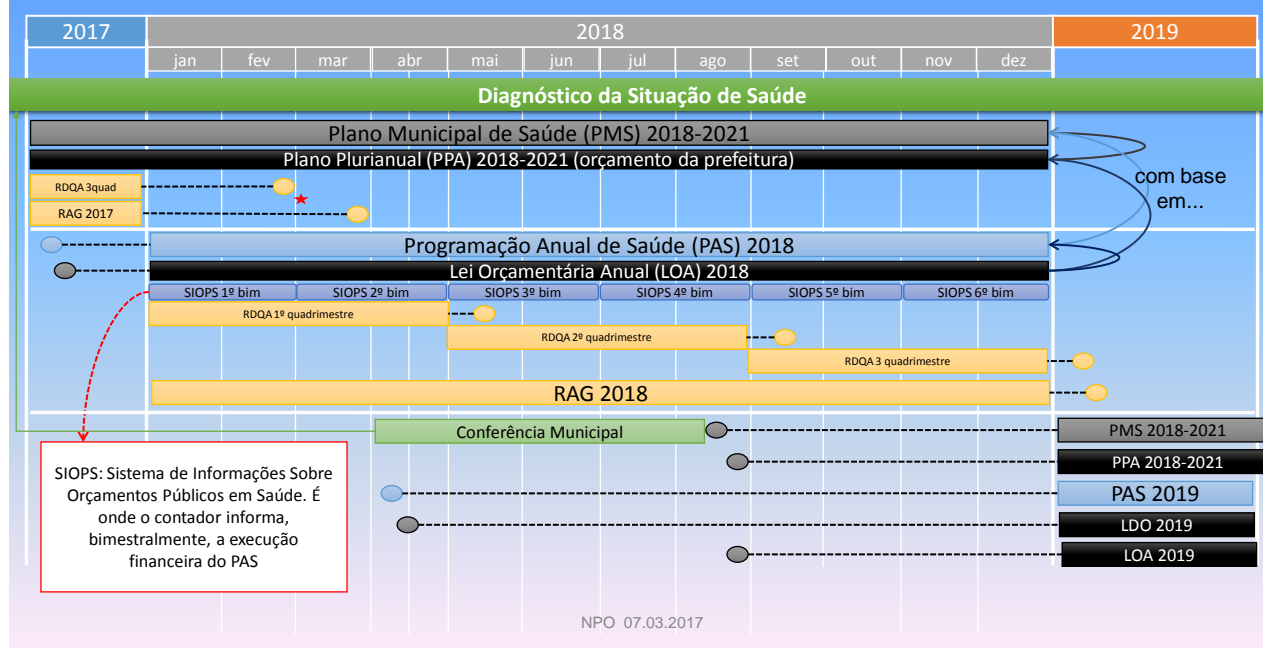 2017
2018
2019
jan
fev
mar
abr
mai
jun
jul
ago
set
out
nov
dez
Diagnóstico da Situação de Saúde
Plano Municipal de Saúde (PMS) 2018-2021
Plano Plurianual (PPA) 2018-2021 (orçamento da prefeitura)
com base
em...
RDQA 3quad
RAG 2017
Programação Anual de Saúde (PAS) 2018
Lei Orçamentária Anual (LOA) 2018
SIOPS 1º bim
SIOPS 2º bim
SIOPS 3º bim
SIOPS 4º bim
SIOPS 5º bim
SIOPS 6º bim
RDQA 1º quadrimestre
RDQA 2º quadrimestre
RDQA 3 quadrimestre
RAG 2018
Conferência Municipal
PMS 2018-2021
PPA 2018-2021
PAS 2019
LDO 2019
LOA 2019
SIOPS: Sistema de Informações Sobre
Orçamentos Públicos em Saúde. É
onde o contador informa,
bimestralmente, a execução
financeira do PAS
NPO 07.03.2017